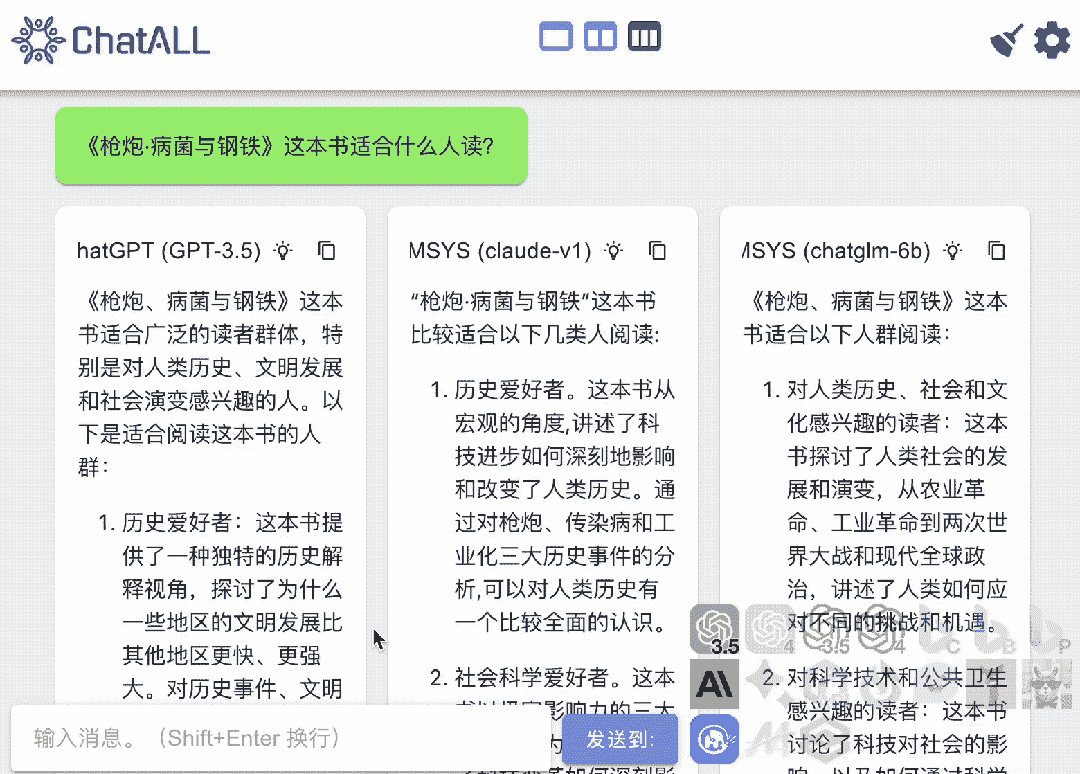 ChatALL
《枪炮·病菌与钢铁》这本书适合什么人读?
hatGPT (GPT-3.5)
《枪炮、病菌与钢铁》这本
书适合广泛的读者群体，特
别是对人类历史、文明发展
和社会演变感兴趣的人。以
下是适合阅读这本书的人
群：
1. 历史爱好者：这本书提
供了一种独特的历史解
释视角，探讨了为什么
一些地区的文明发展比
其他地区更快、更强
大。对历史事件、文明
MSYS (claude-v1)
“枪炮·病菌与钢铁”这本书
比较适合以下几类人阅读:
1. 历史爱好者。这本书从
宏观的角度,讲述了科
技进步如何深刻地影响
和改变了人类历史。通
过对枪炮、传染病和工
业化三大历史事件的分
析,可以对人类历史有
一个比较全面的认识。
2. 社会科学爱好者。这本
影响力的三大
MSYS (chatglm-6b)
《枪炮、病菌与钢铁》这本
书适合以下人群阅读：
1. 对人类历史、社会和文
化感兴趣的读者：这本
书探讨了人类社会的发
展和演变，从农业革
命、工业革命到两次世
界大战和现代全球政
治，讲述了人类如何应
对不同的挑战和机遇。
2. 对科学技术和公共卫生
感兴趣的读者：这本书
讨论了科技对社会的影
3.5
4
3.5
4
C
B
P
输入消息。（Shift+Enter 换行）
发送到: